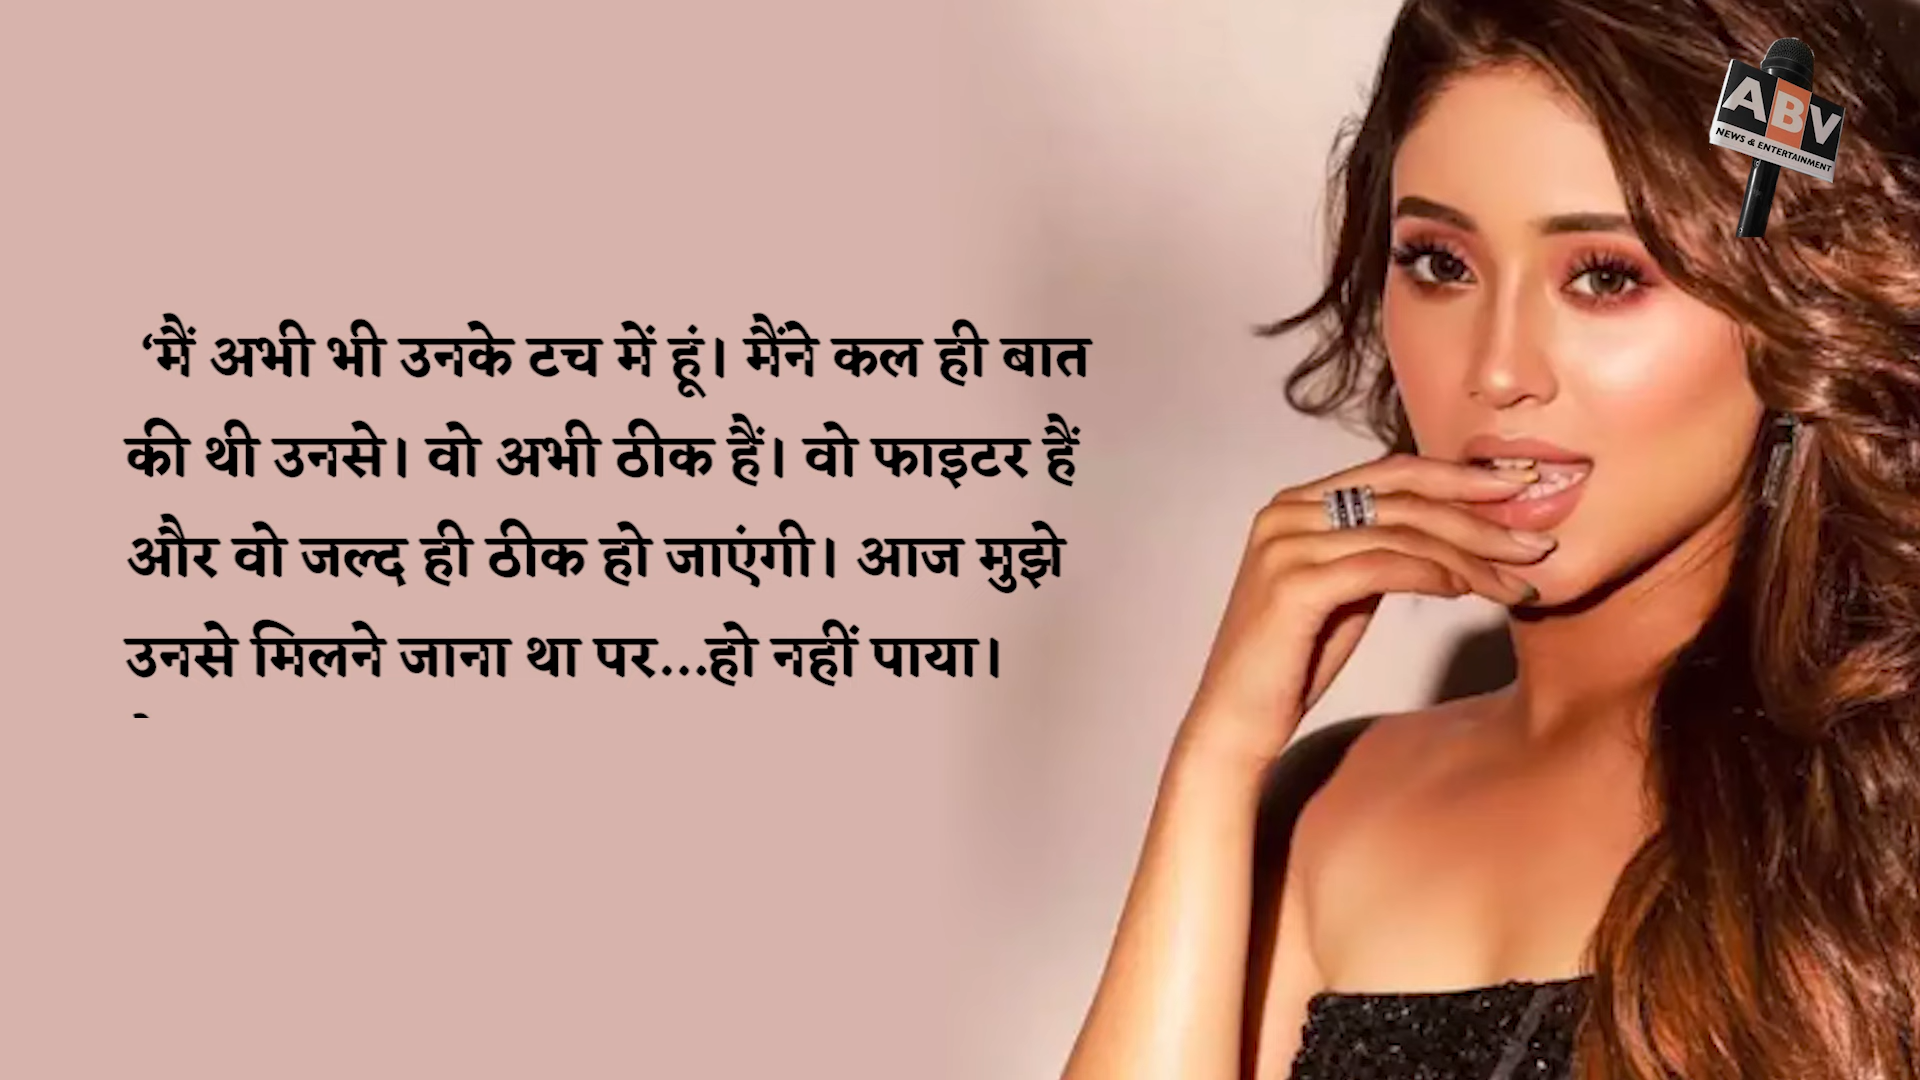 ABV
NEWS & ENTERTAINMENT
‘मैं अभी भी उनके टच में हूं। मैंने कल ही बात
की थी उनसे। वो अभी ठीक हैं। वो फाइटर हैं
और वो जल्द ही ठीक हो जाएंगी। आज मुझे
उनसे मिलने जाना था पर...हो नहीं पाया।